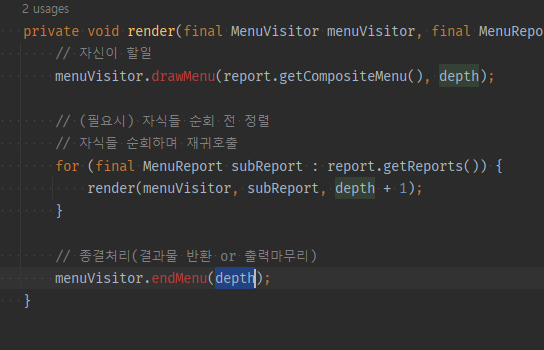 2 usages
private void render(final MenuVisitor menuVisitor, final MenuRepor
// 자신이 할일
menuVisitor.drawMenu(report.getCompositeMenu(), depth);
// (필요시) 자식들 순회 전 정렬
// 자식들 순회하며 재귀호출
for (final MenuReport subReport : report.getReports()) {
render(menuVisitor, subReport, depth + 1);
}
// 종결처리(결과물 반환 or 출력마무리)
menuVisitor.endMenu(depth);
}